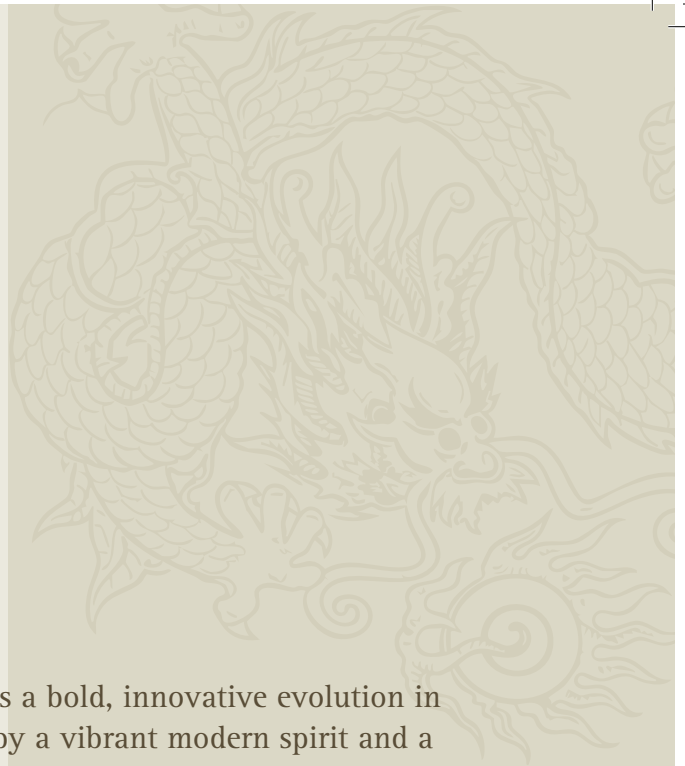 a bold, innovative evolution in
a vibrant modern spirit and a